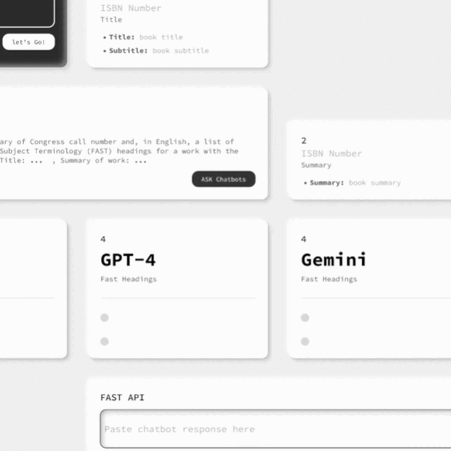 ISBN Number
Title
let's Go!
• Title: book title
• Subtitle: book subtitle
ary of Congress call number and, in English, a list of
Subject Terminology (FAST) headings for a work with the
Title: ... , Summary of work: ...
ASK Chatbots
2
ISBN Number
Summary
• Summary: book summary
4
GPT-4
Fast Headings
4
Gemini
Fast Headings
FAST API
Paste chatbot response here